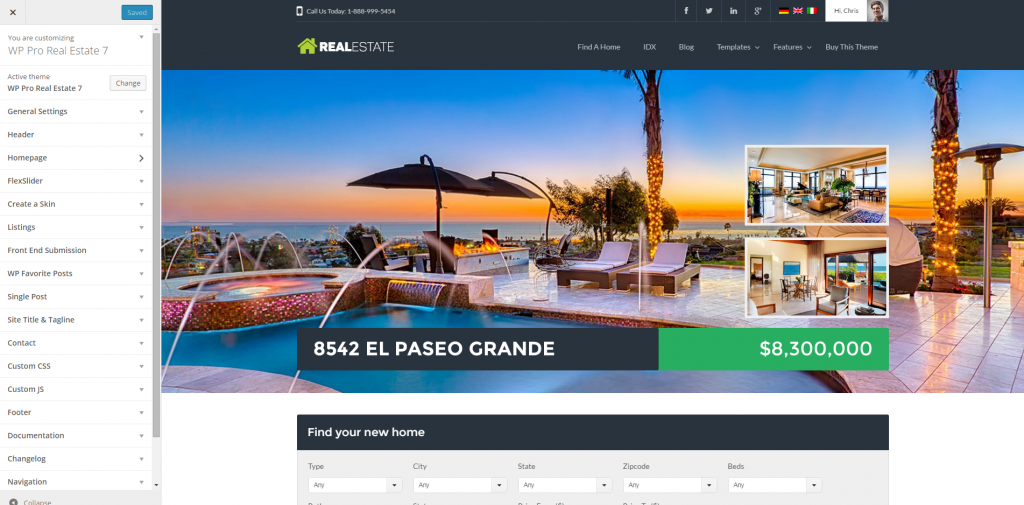 Saved
You are customizing
WP Pro Real Estate 7
Active theme
WP Pro Real Estate 7
Change
General Settings
Header
Homepage
FlexSlider
Create a Skin
Listings
Front End Submission
WP Favorite Posts
Single Post
Site Title & Tagline
Contact
Custom CSS
Custom JS
Footer
Documentation
Changelog
Navigation
Collapse
Call Us Today: 1-888-999-5454
Hi, Chris
REALESTATE
Find A Home IDX Blog Templates Features Buy This Theme
8542 EL PASEO GRANDE $8,300,000
Find your new home
Type City State Zipcode Beds
Any Any Any Any Any